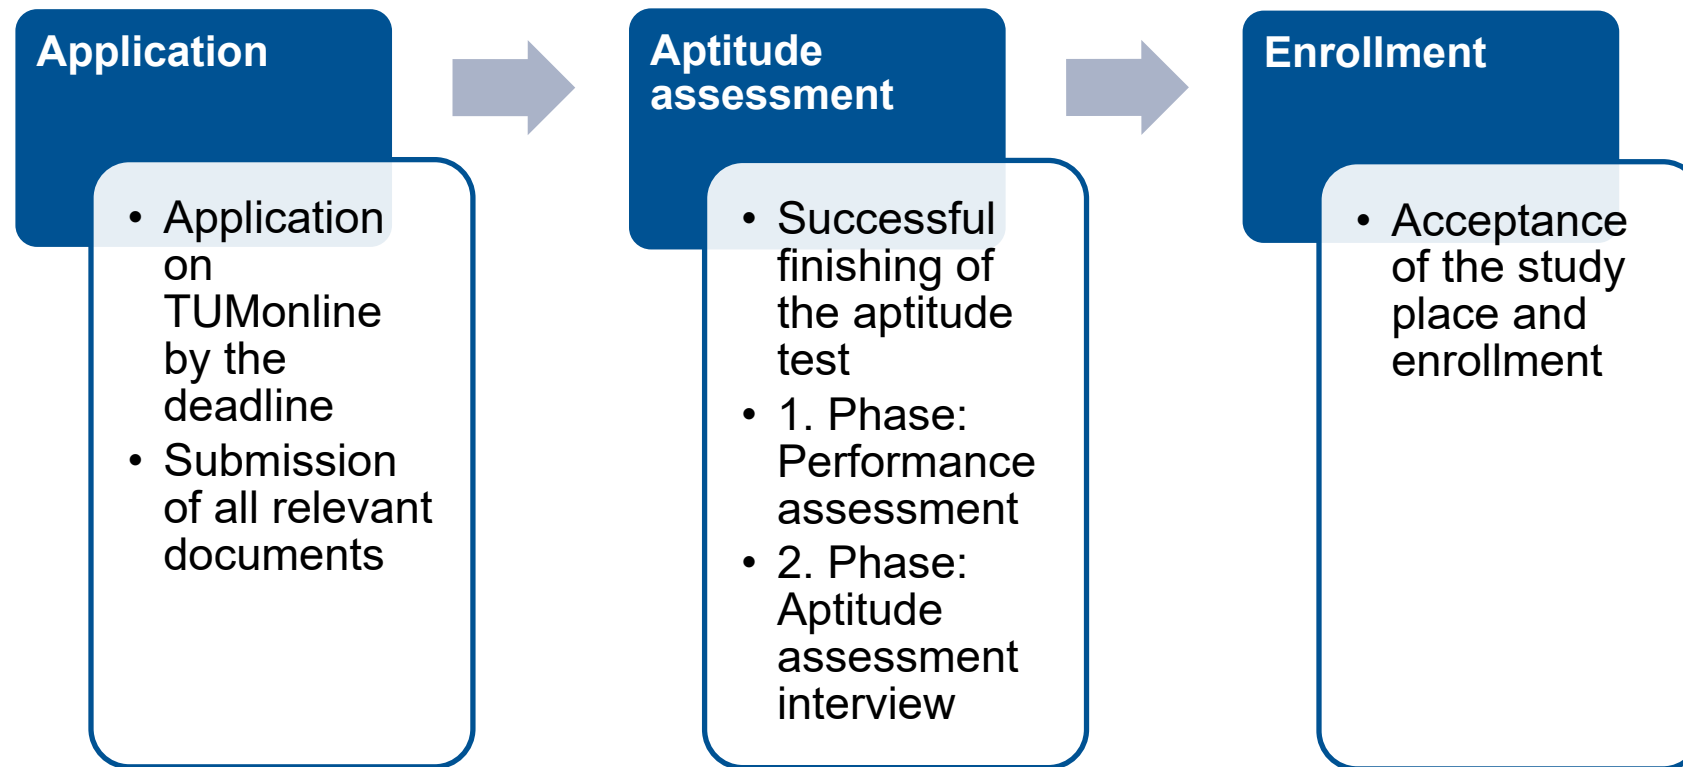 Application
• Application
on
TUMonline
by the
deadline
• Submission
of all relevant
documents
Aptitude
assessment
• Successful
finishing of
the aptitude
test
• 1. Phase:
Performance
assessment
• 2. Phase:
Aptitude
assessment
interview
Enrollment
• Acceptance
of the study
place and
enrollment